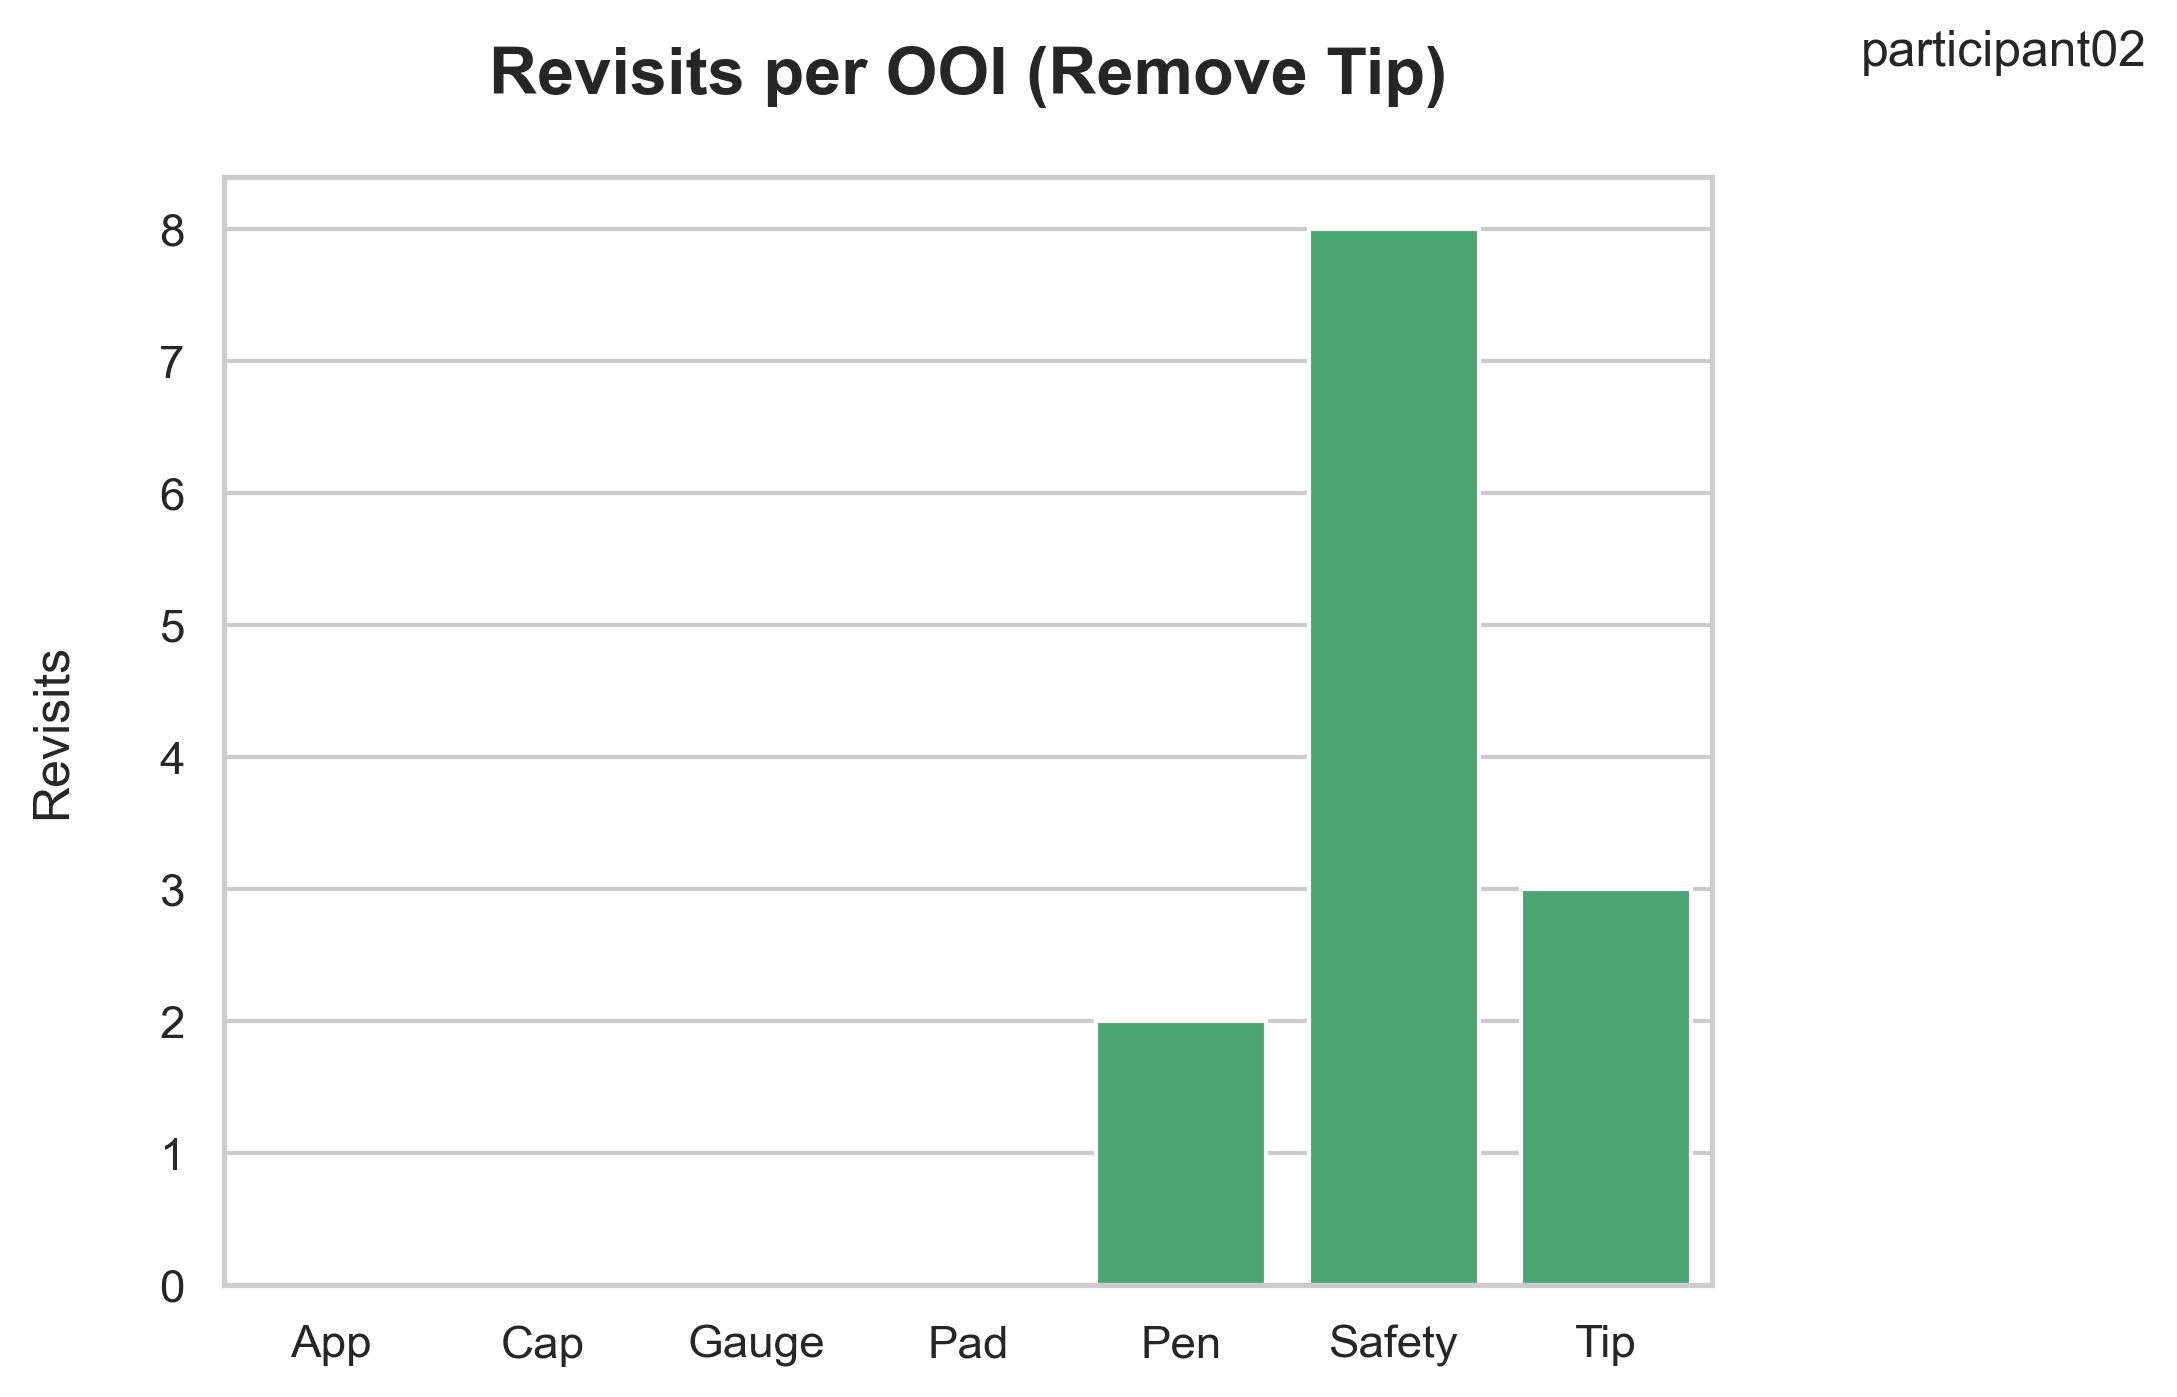 Revisits per OOI (Remove Tip)
participant02
Revisits
8
7
6
5
4
3
2
1
0
App Cap Gauge Pad Pen Safety Tip